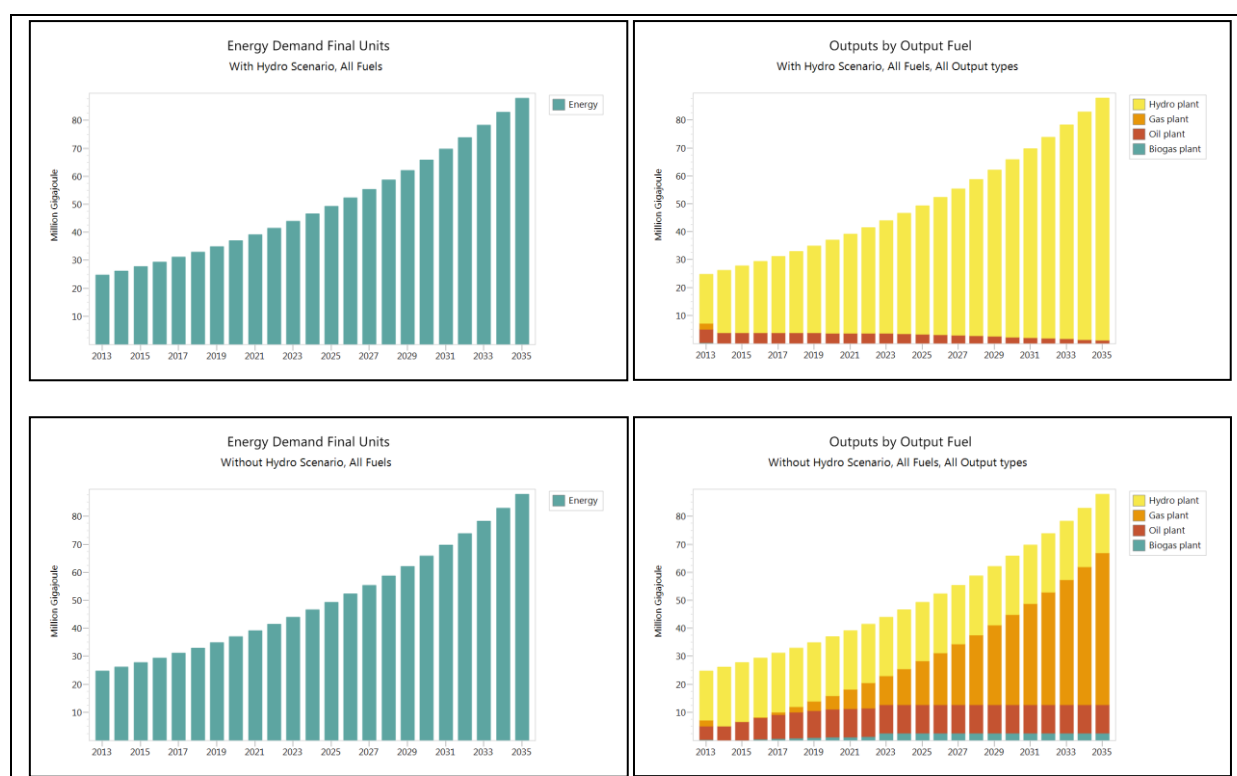 Energy Demand Final Units
With Hydro Scenario, All Fuels
Energy
Million Gigajoule
80
70
60
50
40
30
20
10
2013 2015 2017 2019 2021 2023 2025 2027 2029 2031 2033 2035
Outputs by Output Fuel
With Hydro Scenario, All Fuels, All Output types
Hydro plant
Gas plant
Oil plant
Biogas plant
Million Gigajoule
80
70
60
50
40
30
20
10
2013 2015 2017 2019 2021 2023 2025 2027 2029 2031 2033 2035
Energy Demand Final Units
Without Hydro Scenario, All Fuels
Energy
Million Gigajoule
80
70
60
50
40
30
20
10
2013 2015 2017 2019 2021 2023 2025 2027 2029 2031 2033 2035
Outputs by Output Fuel
Without Hydro Scenario, All Fuels, All Output types
Hydro plant
Gas plant
Oil plant
Biogas plant
Million Gigajoule
80
70
60
50
40
30
20
10
2013 2015 2017 2019 2021 2023 2025 2027 2029 2031 2033 2035